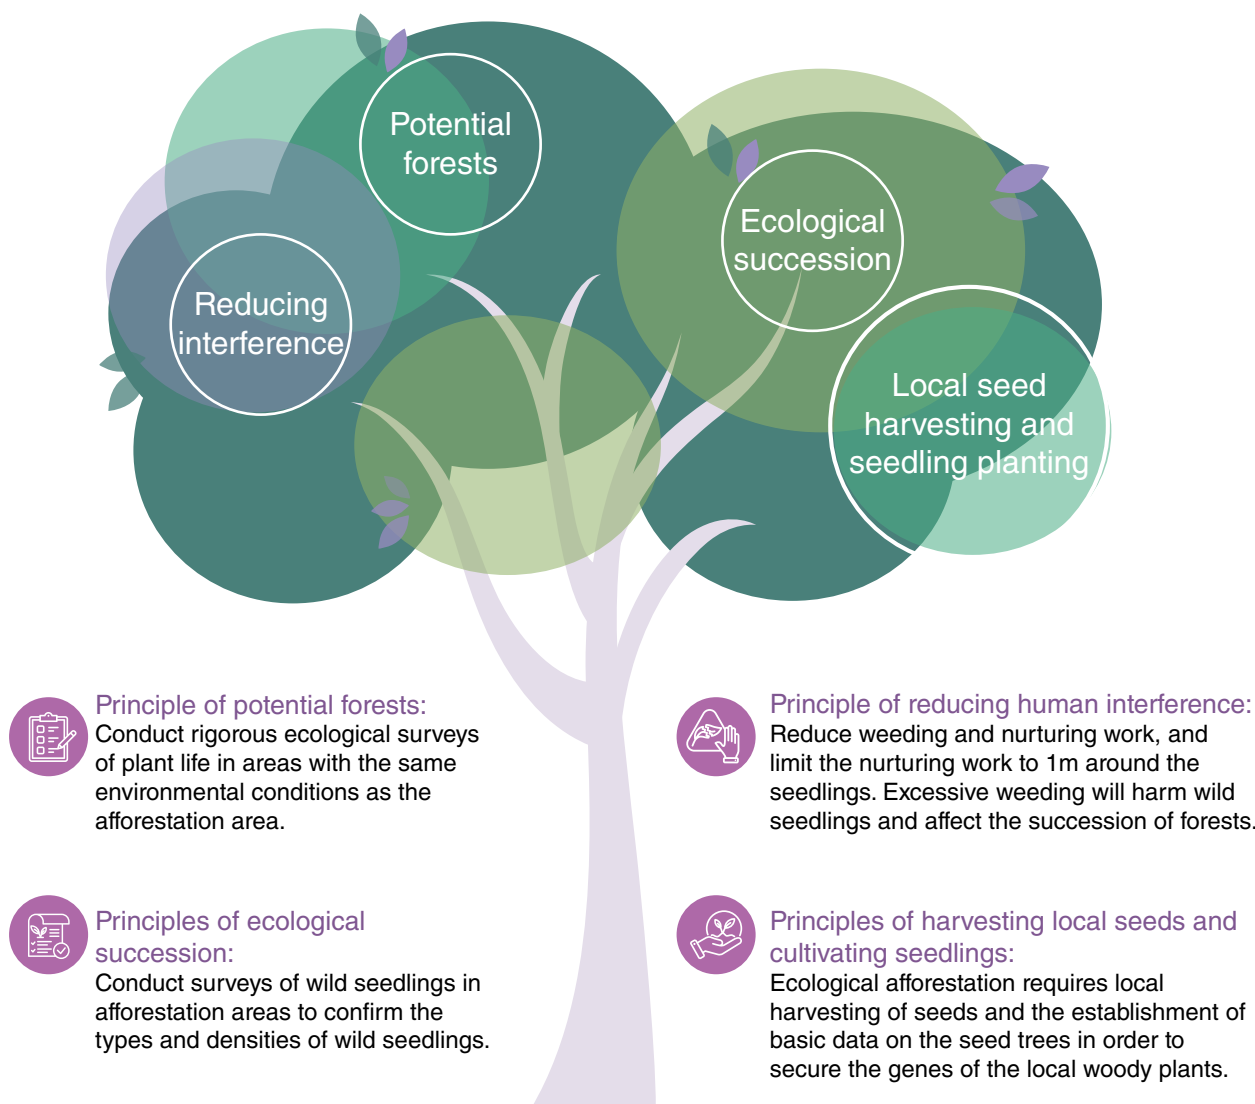 Potential
forests
Ecological
succession
Reducing
interference
Local seed
harvesting and
seedling planting
Principle of potential forests:
Conduct rigorous ecological surveys
of plant life in areas with the same
environmental conditions as the
afforestation area.
Principles of ecological
succession:
Conduct surveys of wild seedlings in
afforestation areas to confirm the
types and densities of wild seedlings.
Principle of reducing human interference:
Reduce weeding and nurturing work, and
limit the nurturing work to 1m around the
seedlings. Excessive weeding will harm wild
seedlings and affect the succession of forests.
Principles of harvesting local seeds and
cultivating seedlings:
Ecological afforestation requires local
harvesting of seeds and the establishment of
basic data on the seed trees in order to
secure the genes of the local woody plants.